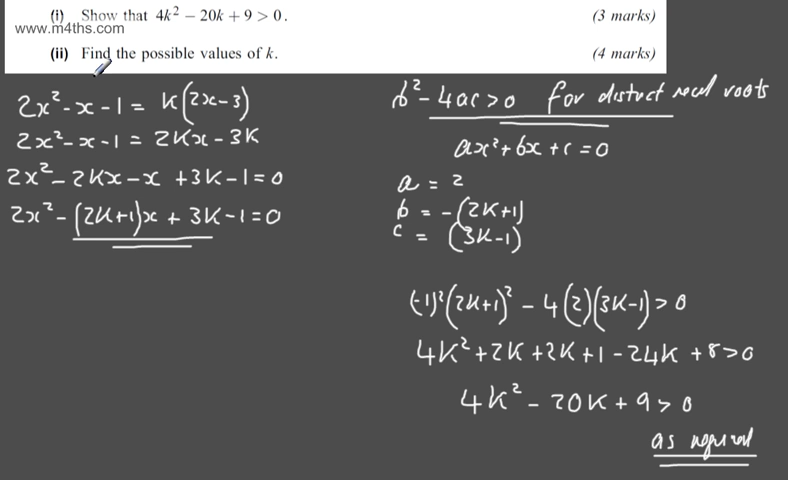 (i) Show that 4k² − 20k + 9 > 0. (3 marks)
www.m4ths.com
(ii) Find the possible values of k. (4 marks)
2x² - x - 1 = K(2x - 3)
2x² - x - 1 = 2Kx - 3K
2x² - 2Kx - x + 3K - 1 = 0
2x² - (2K+1)x + 3K - 1 = 0
b² - 4ac > 0 for distinct real roots
ax² + bx + c = 0
a = 2
b = -(2K+1)
c = (3K-1)
(-1)²(2K+1)² - 4(2)(3K-1) > 0
4K² + 2K + 2K + 1 - 24K + 8 > 0
4K² - 20K + 9 > 0
as required